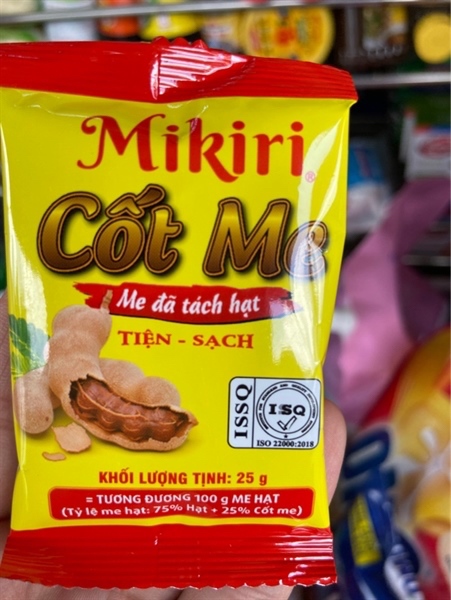 Mikiri®
Cốt Me
Me đã tách hạt
TIỆN - SẠCH
ISSQ
ISQ
ISO 22000:2018
KHỐI LƯỢNG TỊNH: 25 g
= TƯƠNG ĐƯƠNG 100 g ME HẠT
(Tỷ lệ me hạt: 75% Hạt + 25% Cốt me)